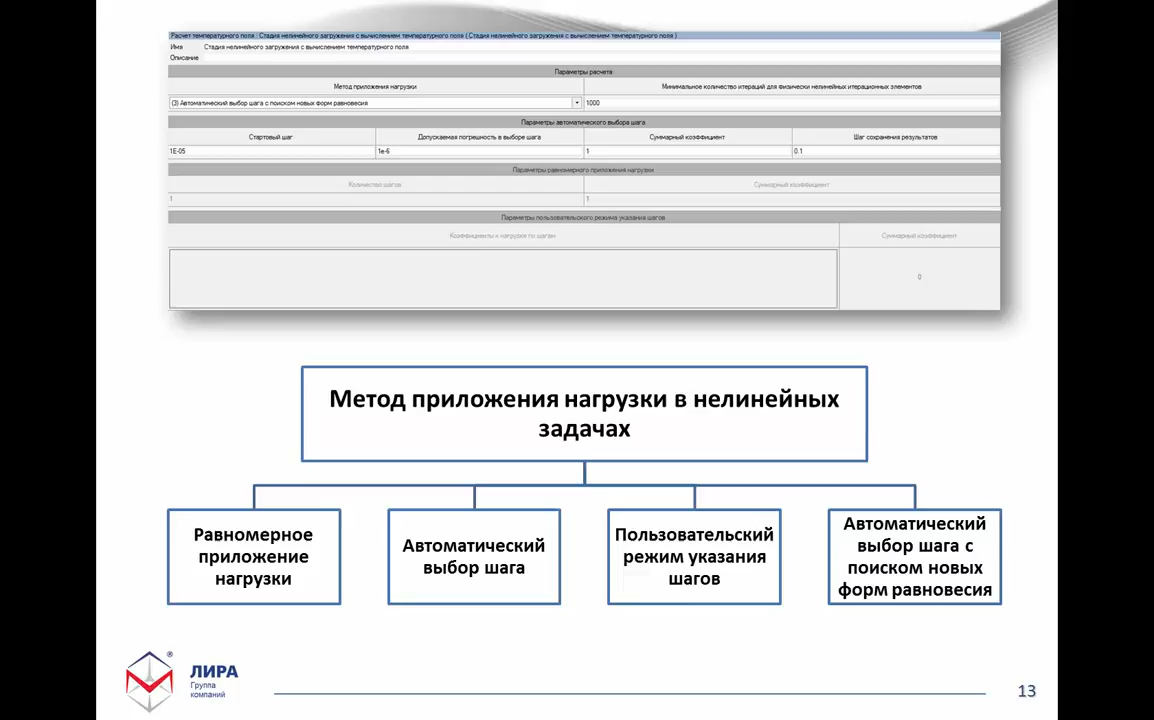 Расчет температурного поля : Стадия нелинейного загружения с вычислением температурного поля ( Стадия нелинейного загружения с вычислением температурного поля )
Имя Стадия нелинейного загружения с вычислением температурного поля
Описание
Параметры расчета
Метод приложения нагрузки Минимальное количество итераций для физически нелинейных итерационных элементов
(3) Автоматический выбор шага с поиском новых форм равновесия 1000
Параметры автоматического выбора шага
Стартовый шаг Допускаемая погрешность в выборе шага Суммарный коэффициент Шаг сохранения результатов
1E-05 1e-6 1 0.1
Параметры равномерного приложения нагрузки
Количество шагов Суммарный коэффициент
1 1
Параметры пользовательского режима указания шагов
Коэффициенты к нагрузке по шагам Суммарный коэффициент
0
Метод приложения нагрузки в нелинейных
задачах
Равномерное
приложение
нагрузки
Автоматический
выбор шага
Пользовательский
режим указания
шагов
Автоматический
выбор шага с
поиском новых
форм равновесия
®
ЛИРА
Группа
компаний
13